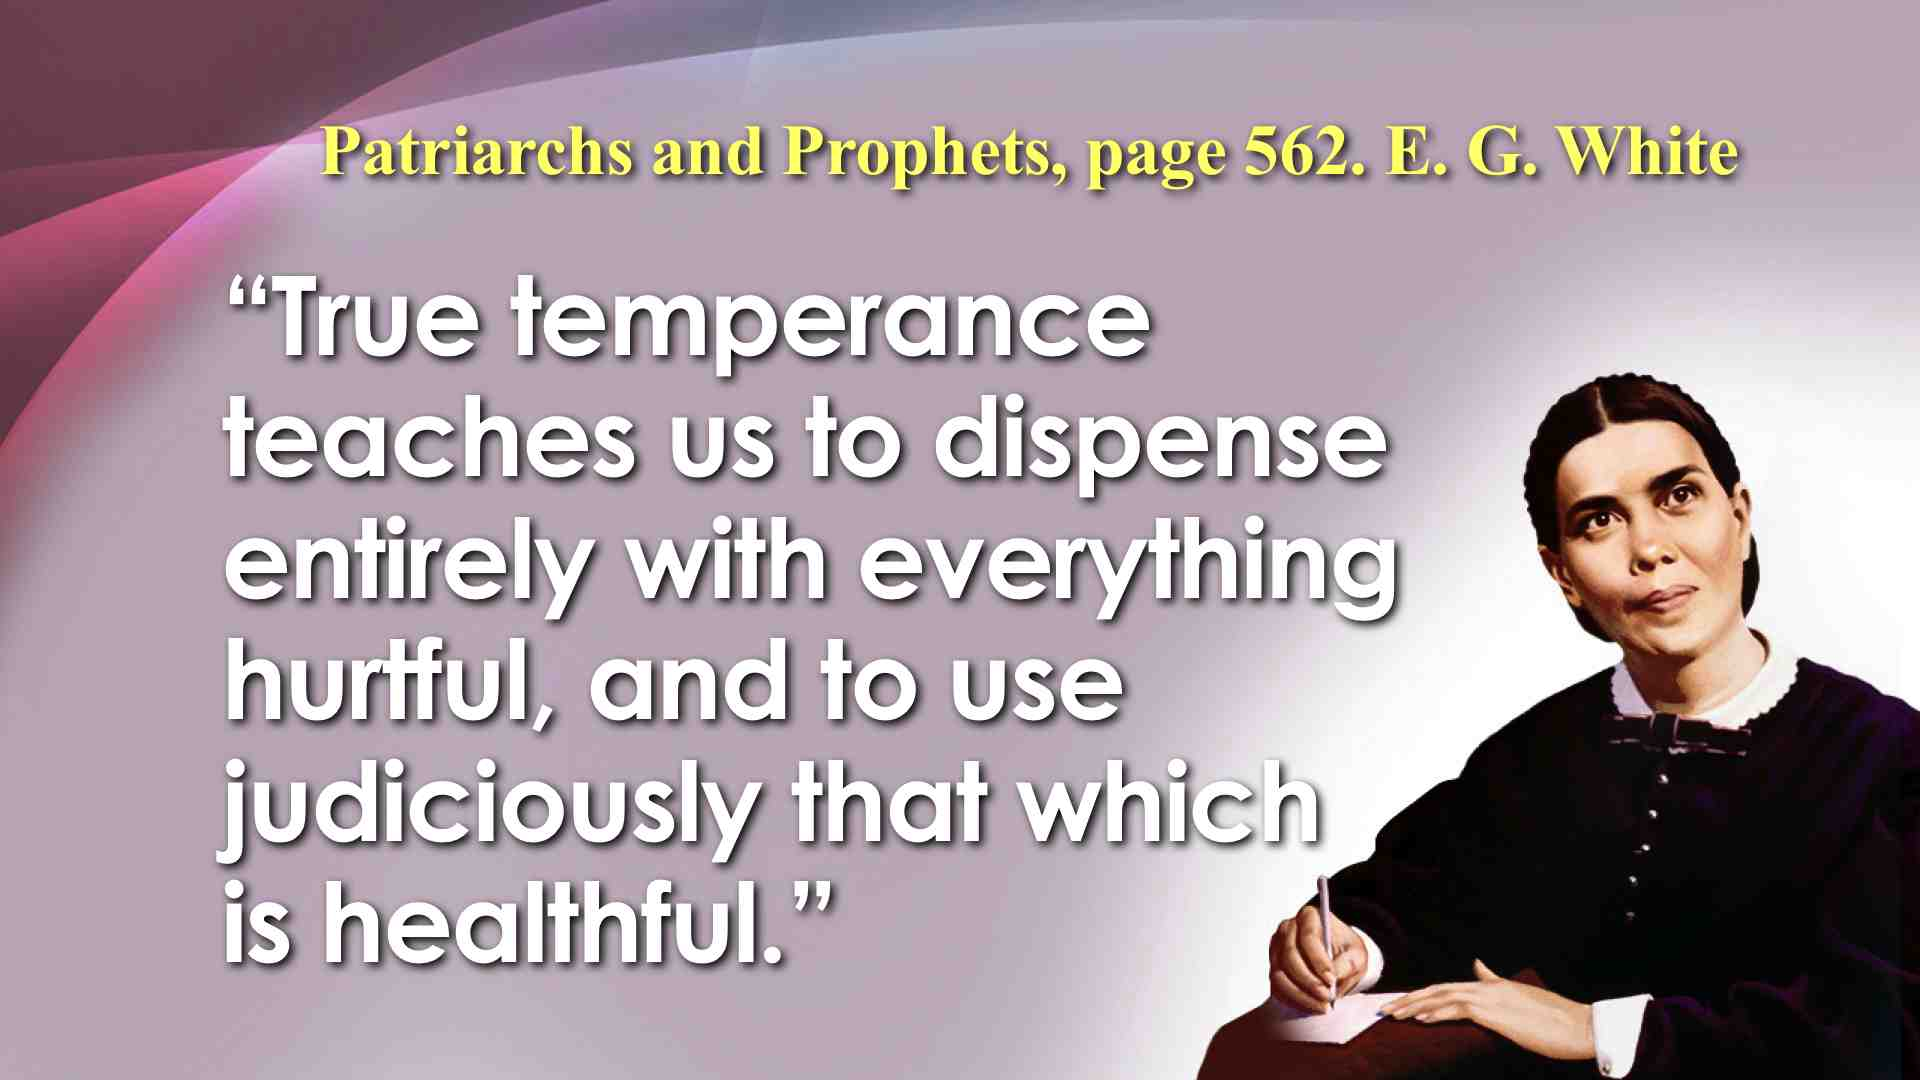 Patriarchs and Prophets, page 562. E. G. White
“True temperance
teaches us to dispense
entirely with everything
hurtful, and to use
judiciously that which
is healthful.”